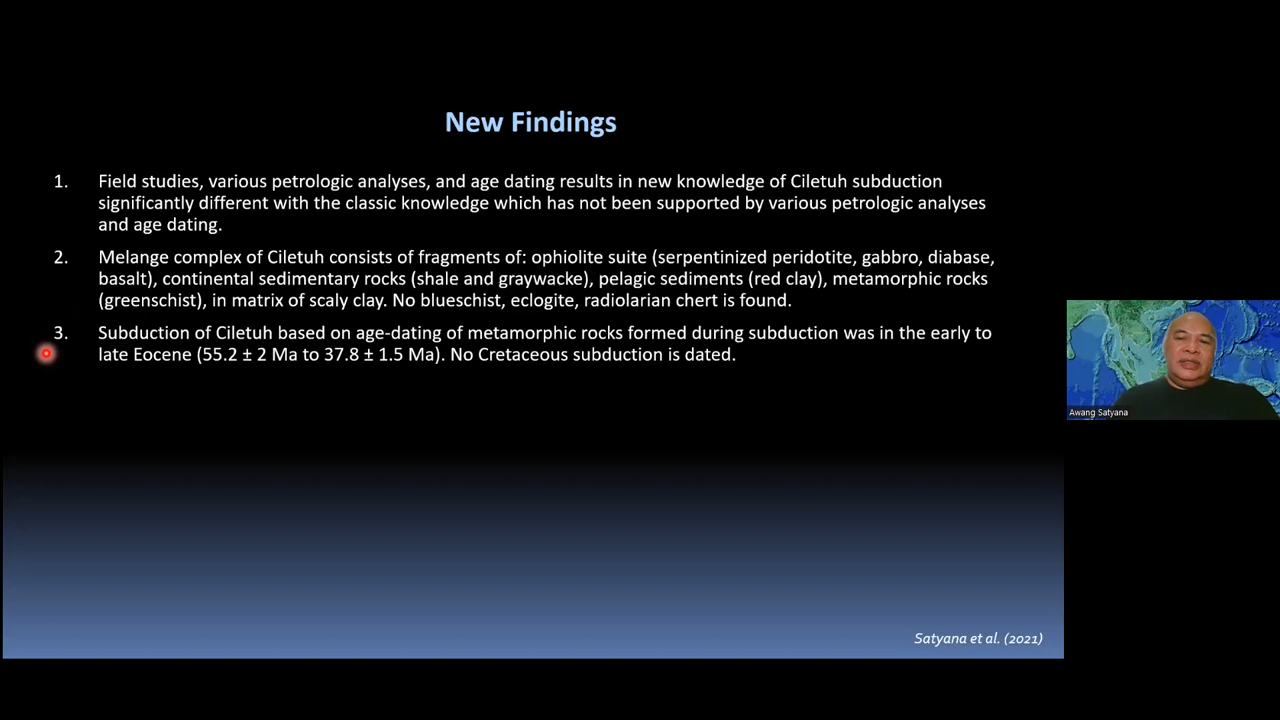 New Findings
1. Field studies, various petrologic analyses, and age dating results in new knowledge of Ciletuh subduction
significantly different with the classic knowledge which has not been supported by various petrologic analyses
and age dating.
2. Melange complex of Ciletuh consists of fragments of: ophiolite suite (serpentinized peridotite, gabbro, diabase,
basalt), continental sedimentary rocks (shale and graywacke), pelagic sediments (red clay), metamorphic rocks
(greenschist), in matrix of scaly clay. No blueschist, eclogite, radiolarian chert is found.
3. Subduction of Ciletuh based on age-dating of metamorphic rocks formed during subduction was in the early to
late Eocene (55.2 ± 2 Ma to 37.8 ± 1.5 Ma). No Cretaceous subduction is dated.
Awang Satyana
Satyana et al. (2021)